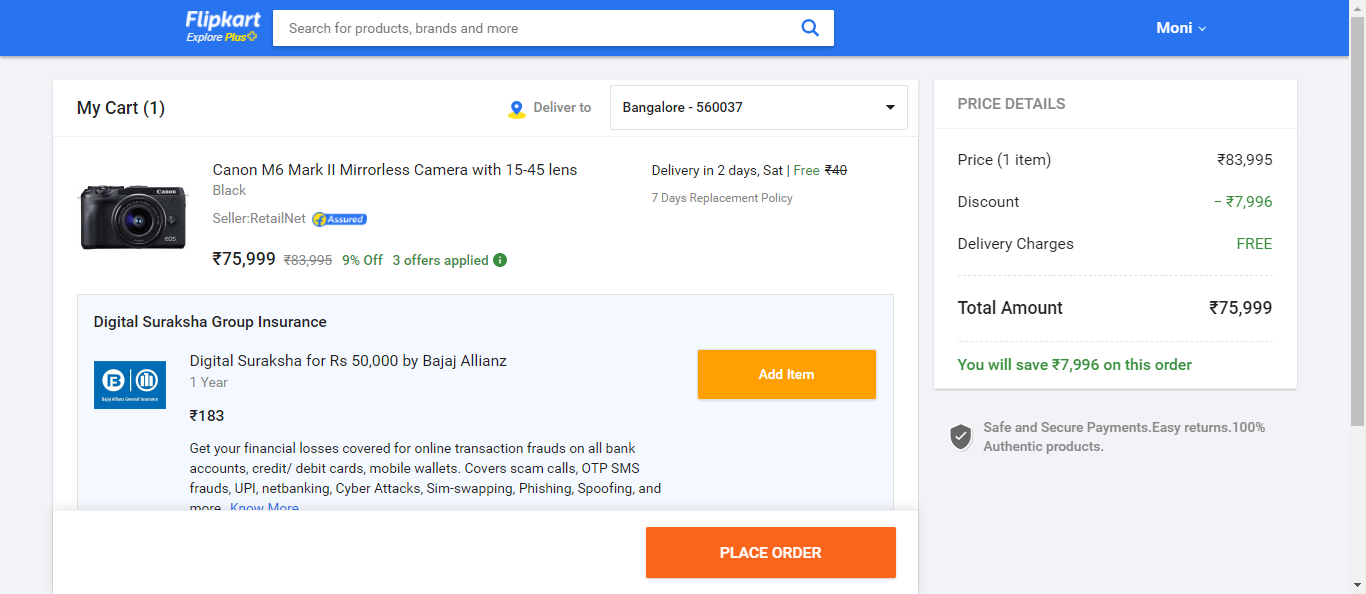 Flipkart
Explore Plus
Search for products, brands and more
Moni
My Cart (1)
Deliver to
Bangalore - 560037
Canon M6 Mark II Mirrorless Camera with 15-45 lens
Black
Seller:RetailNet Assured
₹75,999 ₹83,995 9% Off 3 offers applied
Delivery in 2 days, Sat | Free ₹40
7 Days Replacement Policy
Canon
EOS
Digital Suraksha Group Insurance
Digital Suraksha for Rs 50,000 by Bajaj Allianz
1 Year
₹183
Bajaj Allianz General Insurance
Add Item
Get your financial losses covered for online transaction frauds on all bank
accounts, credit/ debit cards, mobile wallets. Covers scam calls, OTP SMS
frauds, UPI, netbanking, Cyber Attacks, Sim-swapping, Phishing, Spoofing, and
more.. Know More
PLACE ORDER
PRICE DETAILS
Price (1 item) ₹83,995
Discount − ₹7,996
Delivery Charges FREE
Total Amount ₹75,999
You will save ₹7,996 on this order
Safe and Secure Payments.Easy returns.100%
Authentic products.